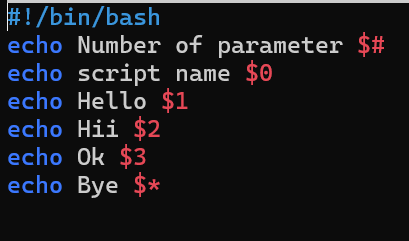 #!/bin/bash
echo Number of parameter $#
echo script name $0
echo Hello $1
echo Hii $2
echo Ok $3
echo Bye $*